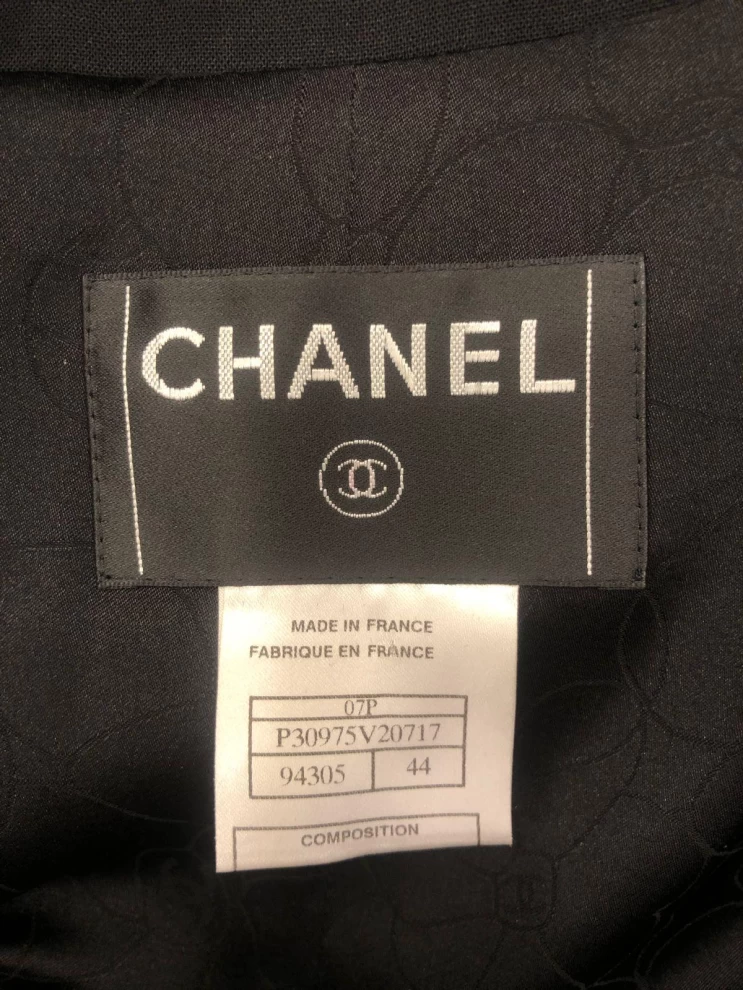 CHANEL
MADE IN FRANCE
FABRIQUE EN FRANCE
07P
P30975V20717
94305 44
COMPOSITION